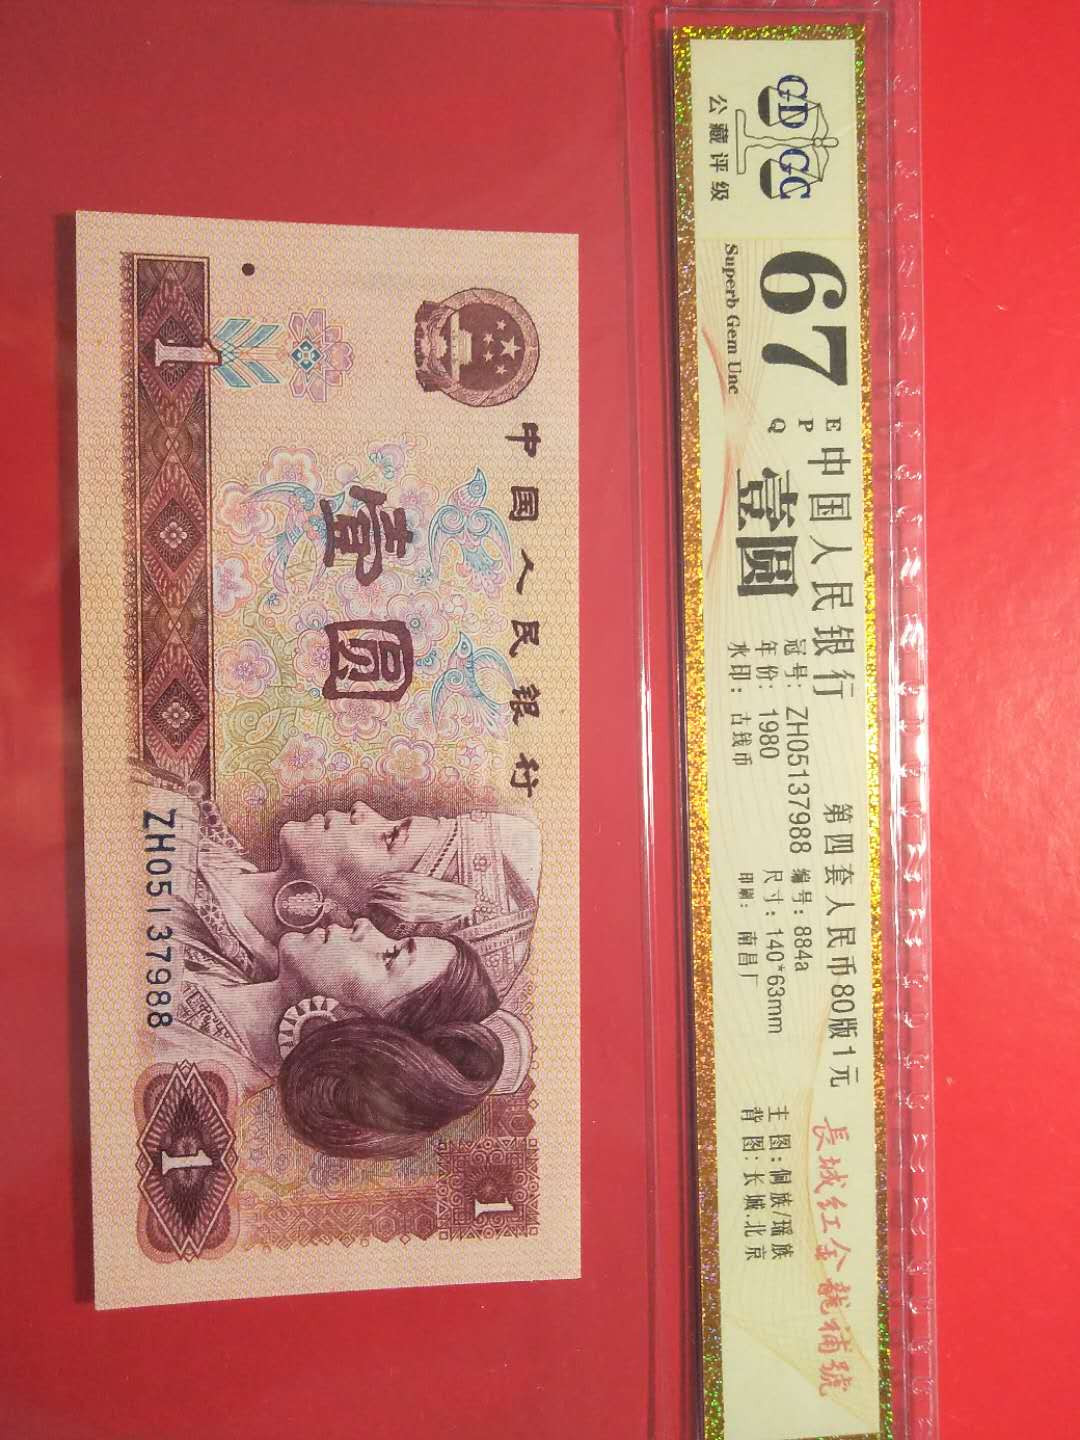 CDGC
公藏评级
67
EPQ
Superb Gem Unc
中国人民银行
壹圆
第四套人民币80版1元
冠号: ZH05137988
编号: 884a
年份: 1980
尺寸: 140*63mm
水印: 古钱币
印刷: 南昌厂
長城红金龍補號
主图: 侗族/瑶族
背图: 长城.北京
中国人民银行
壹圆
1
ZH05137988
1
1